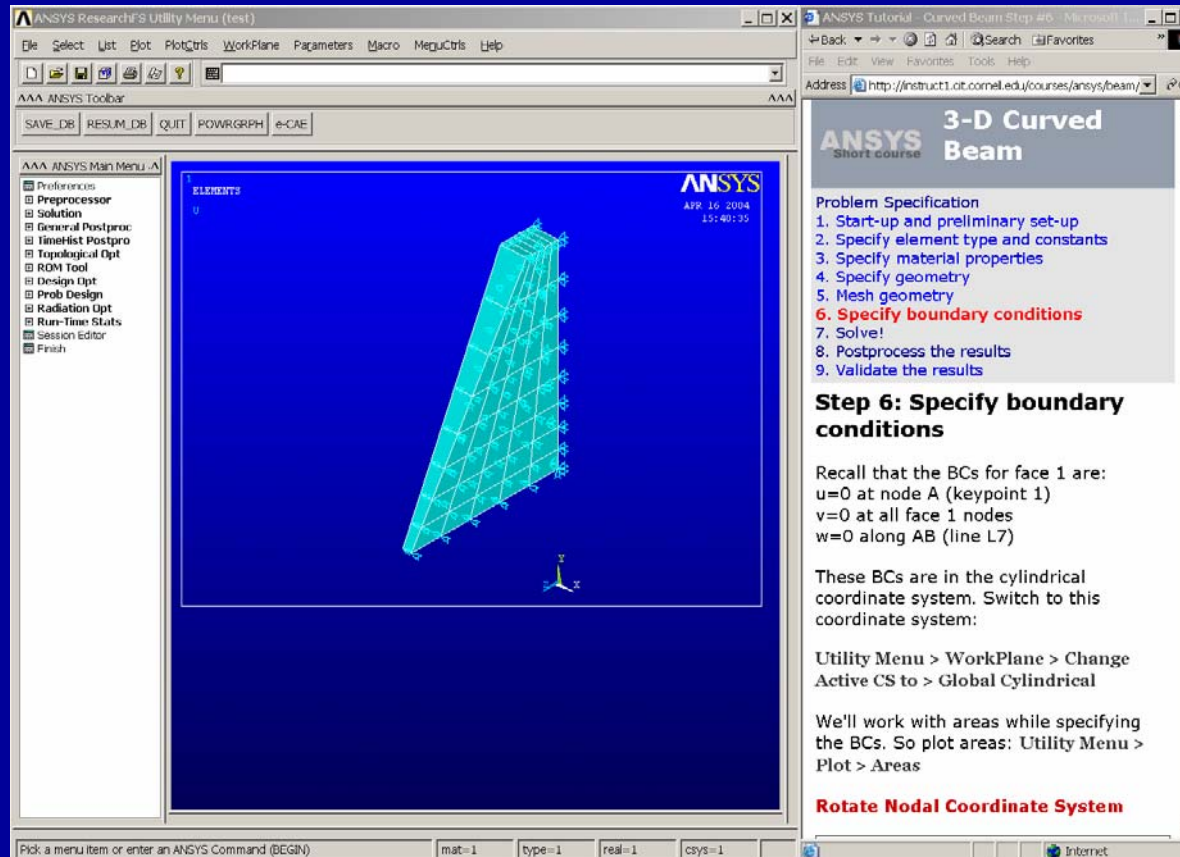 ANSYS ResearchFS Utility Menu (test)
File Select List Plot PlotCtrls WorkPlane Parameters Macro MenuCtrls Help
ANSYS Toolbar
SAVE_DB RESUM_DB QUIT POWRGRPH e-CAE
ANSYS Main Menu
Preferences
Preprocessor
Solution
General Postproc
TimeHist Postpro
Topological Opt
ROM Tool
Design Opt
Prob Design
Radiation Opt
Run-Time Stats
Session Editor
Finish
1
ELEMENTS
U
ANSYS
APR 16 2004
15:40:35
Y
Z X
Pick a menu item or enter an ANSYS Command (BEGIN) mat=1 type=1 real=1 csys=1
ANSYS Tutorial - Curved Beam Step #6 - Microsoft I...
Back Search Favorites »
File Edit View Favorites Tools Help
Address http://instruct1.cit.cornell.edu/courses/ansys/beam/
ANSYS
Short course
3-D Curved
Beam
Problem Specification
1. Start-up and preliminary set-up
2. Specify element type and constants
3. Specify material properties
4. Specify geometry
5. Mesh geometry
6. Specify boundary conditions
7. Solve!
8. Postprocess the results
9. Validate the results
Step 6: Specify boundary
conditions
Recall that the BCs for face 1 are:
u=0 at node A (keypoint 1)
v=0 at all face 1 nodes
w=0 along AB (line L7)
These BCs are in the cylindrical
coordinate system. Switch to this
coordinate system:
Utility Menu > WorkPlane > Change
Active CS to > Global Cylindrical
We'll work with areas while specifying
the BCs. So plot areas: Utility Menu >
Plot > Areas
Rotate Nodal Coordinate System
Internet